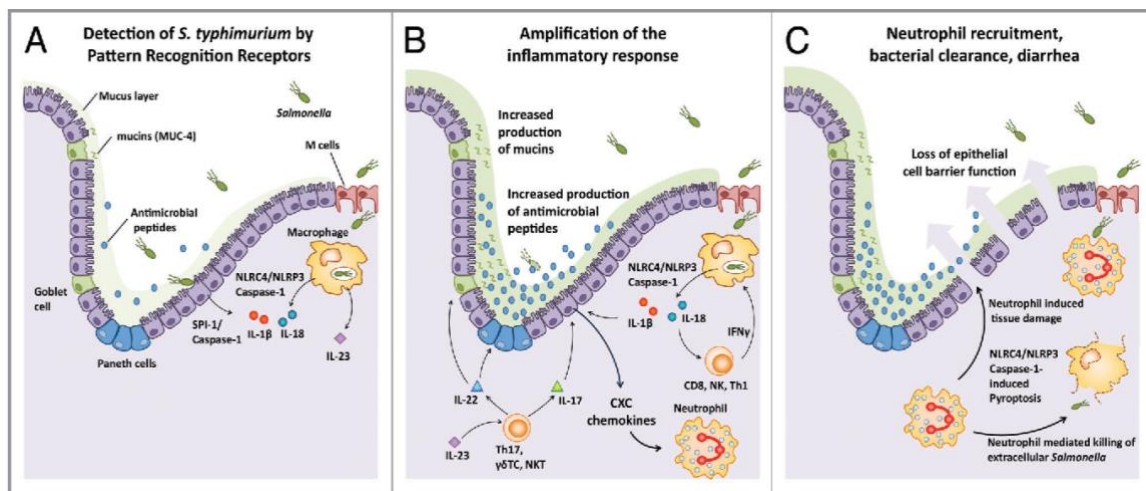 A
Detection of S. typhimurium by
Pattern Recognition Receptors
Mucus layer
mucins (MUC-4)
Salmonella
M cells
Antimicrobial
peptides
Macrophage
NLRC4/NLRP3
Caspase-1
Goblet
cell
SPI-1/
Caspase-1
IL-1β
IL-18
IL-23
Paneth cells
B
Amplification of the
inflammatory response
Increased
production
of mucins
Increased production
of antimicrobial
peptides
NLRC4/NLRP3
Caspase-1
IL-1β
IL-18
IFNγ
CD8, NK, Th1
IL-22
IL-17
CXC
chemokines
Neutrophil
IL-23
Th17,
γδTC, NKT
C
Neutrophil recruitment,
bacterial clearance, diarrhea
Loss of epithelial
cell barrier function
Neutrophil induced
tissue damage
NLRC4/NLRP3
Caspase-1-
induced
Pyroptosis
Neutrophil mediated killing of
extracellular Salmonella